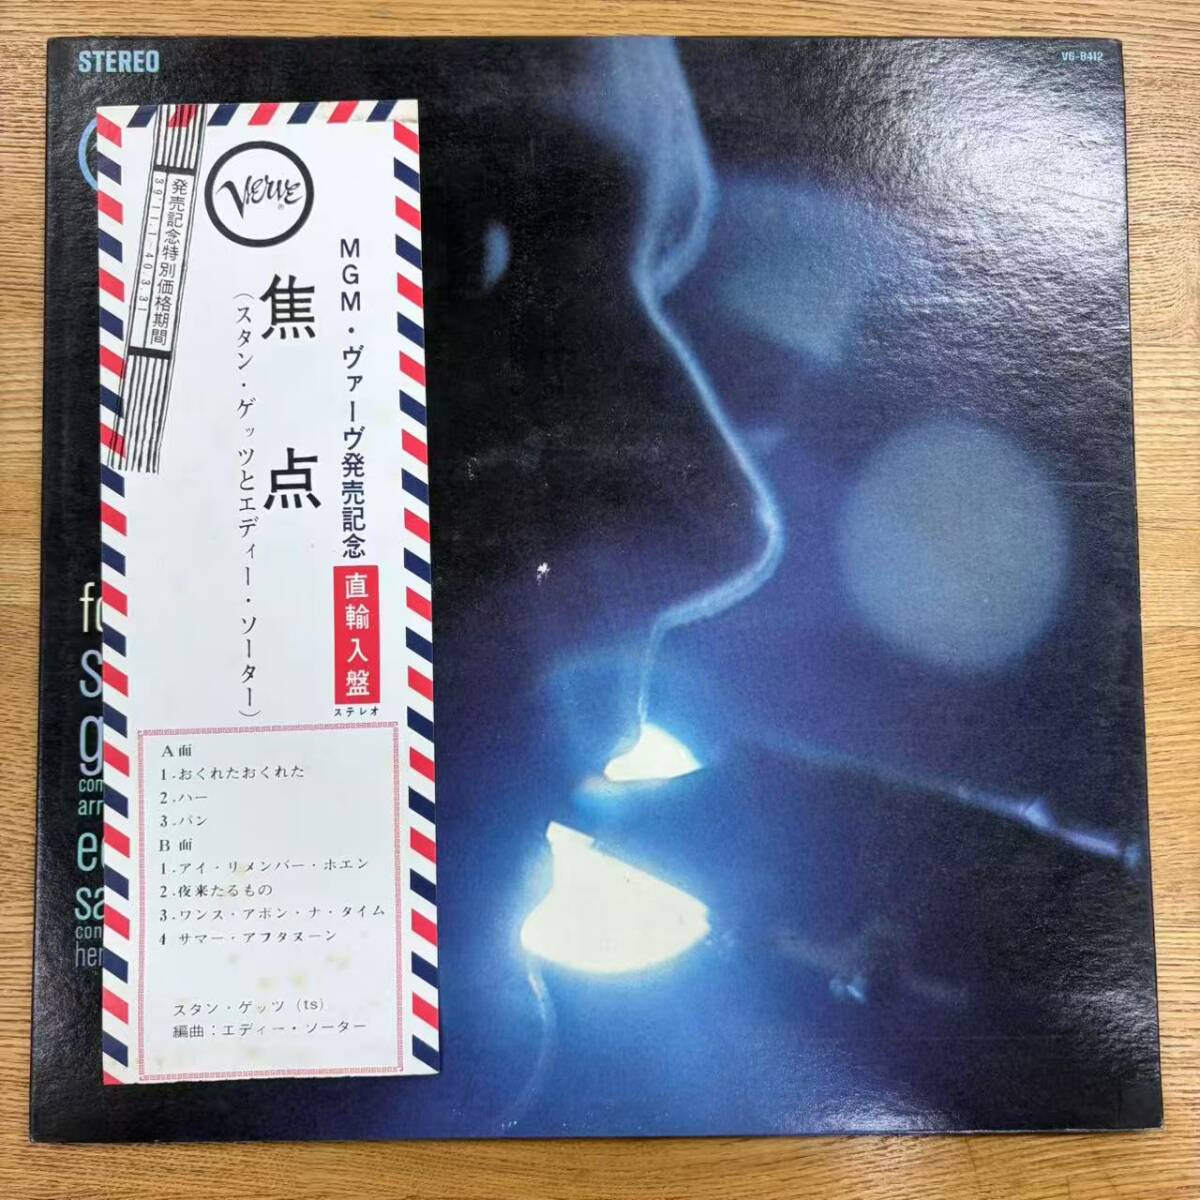 STEREO
V6-8412
発売記念特別価格期間
39.11.1~40.3.31
VERVE
®
MGM・ヴァーヴ発売記念
直輸入盤
ステレオ
焦点
(スタン・ゲッツとエディー・ソーター)
A面
1.おくれたおくれた
2.ハー
3.パン
B面
1.アイ・リメンバー・ホエン
2.夜来たるもの
3.ワンス・アポン・ナ・タイム
4 サマー・アフタヌーン
スタン・ゲッツ(ts)
編曲:エディー・ソーター
s
g
com
arr
sa
con
her